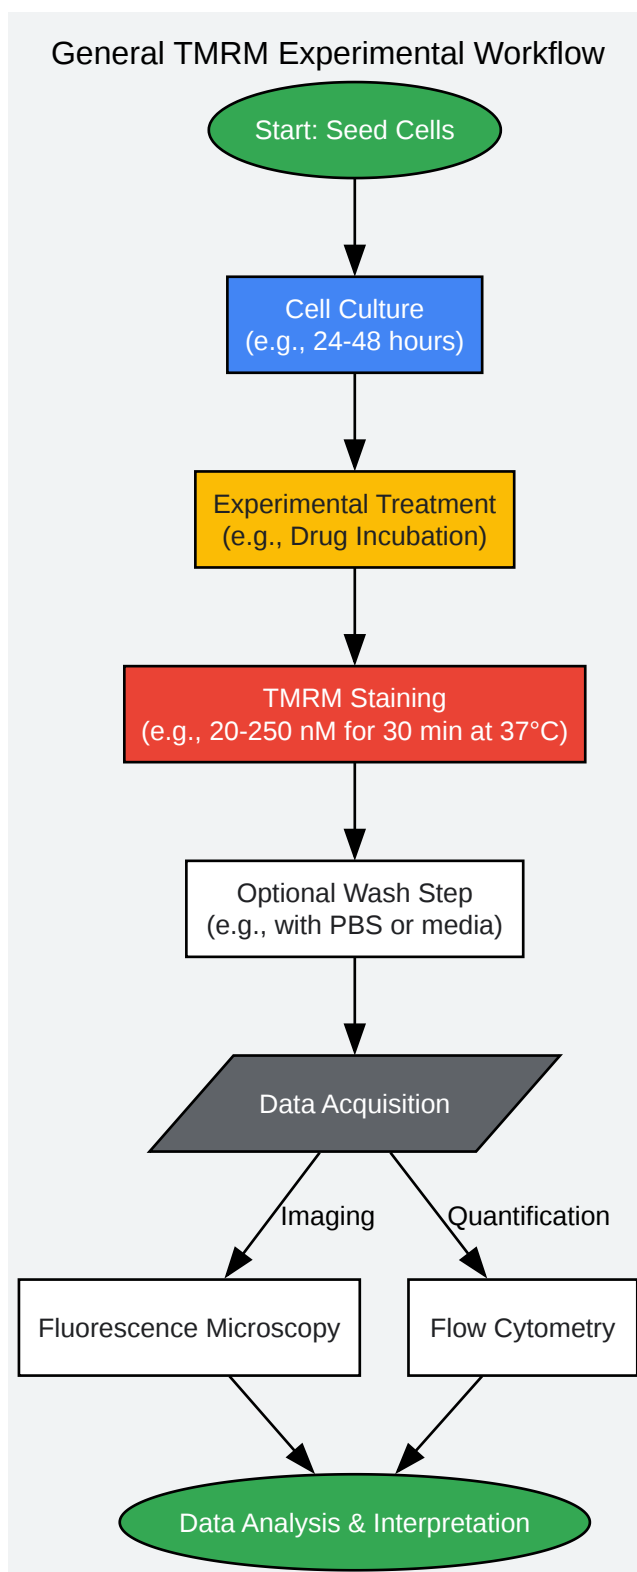 General TMRM Experimental Workflow
Start: Seed Cells
Cell Culture
(e.g., 24-48 hours)
Experimental Treatment
(e.g., Drug Incubation)
TMRM Staining
(e.g., 20-250 nM for 30 min at 37°C)
Optional Wash Step
(e.g., with PBS or media)
Data Acquisition
Imaging
Quantification
Fluorescence Microscopy
Flow Cytometry
Data Analysis & Interpretation